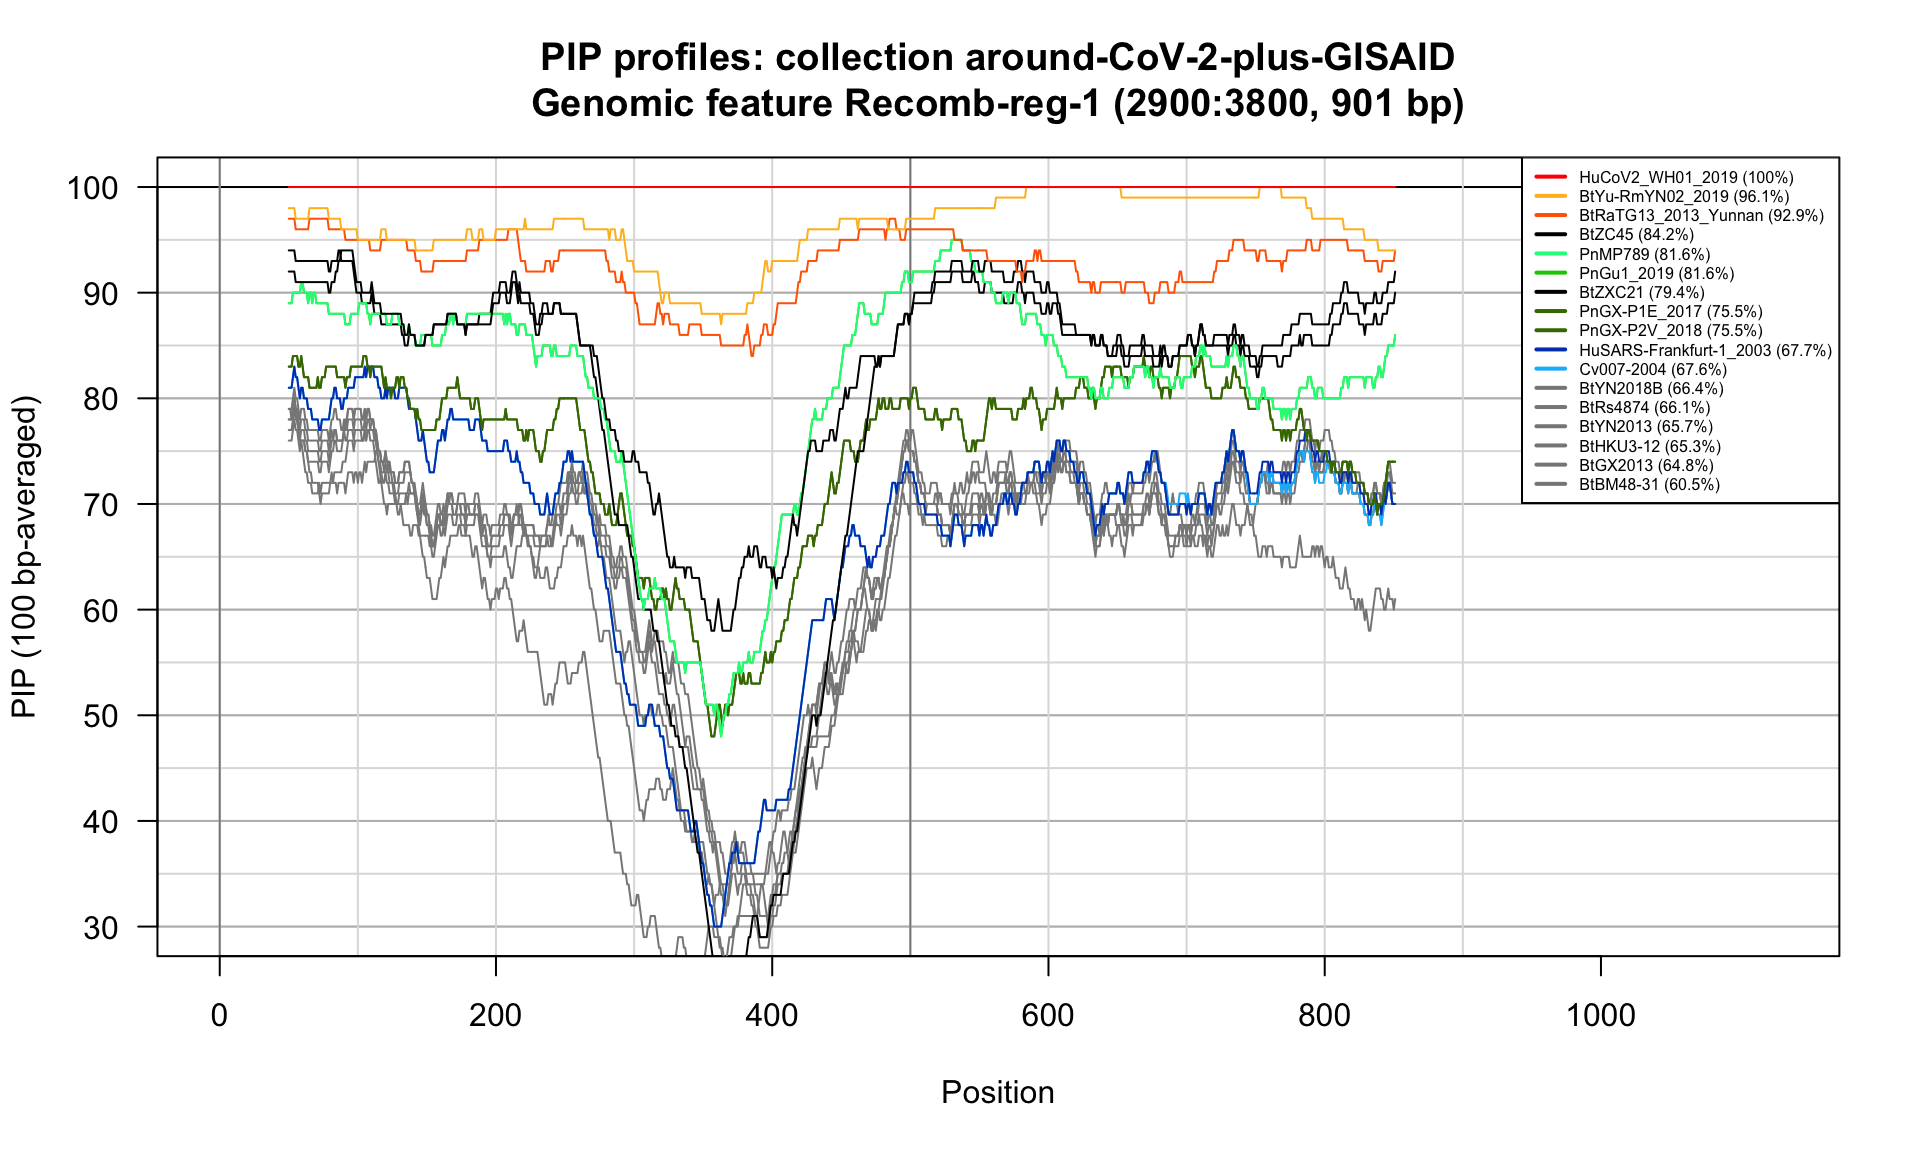 PIP profiles: collection around-CoV-2-plus-GISAID
Genomic feature Recomb-reg-1 (2900:3800, 901 bp)
PIP (100 bp-averaged)
100
90
80
70
60
50
40
30
HuCoV2_WH01_2019 (100%)
BtYu-RmYN02_2019 (96.1%)
BtRaTG13_2013_Yunnan (92.9%)
BtZC45 (84.2%)
PnMP789 (81.6%)
PnGu1_2019 (81.6%)
BtZXC21 (79.4%)
PnGX-P1E_2017 (75.5%)
PnGX-P2V_2018 (75.5%)
HuSARS-Frankfurt-1_2003 (67.7%)
Cv007-2004 (67.6%)
BtYN2018B (66.4%)
BtRs4874 (66.1%)
BtYN2013 (65.7%)
BtHKU3-12 (65.3%)
BtGX2013 (64.8%)
BtBM48-31 (60.5%)
0 200 400 600 800 1000
Position